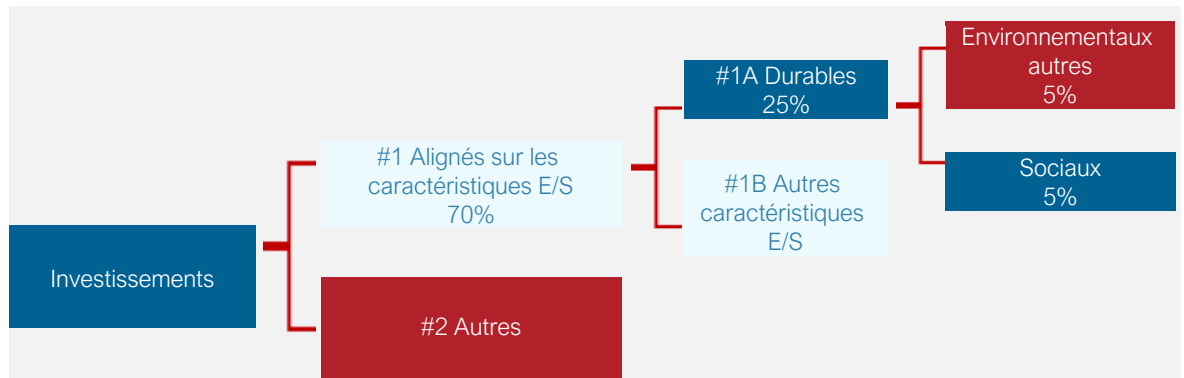 Investissements
#1 Alignés sur les
caractéristiques E/S
70%
#2 Autres
#1A Durables
25%
#1B Autres
caractéristiques
E/S
Environnementaux
autres
5%
Sociaux
5%